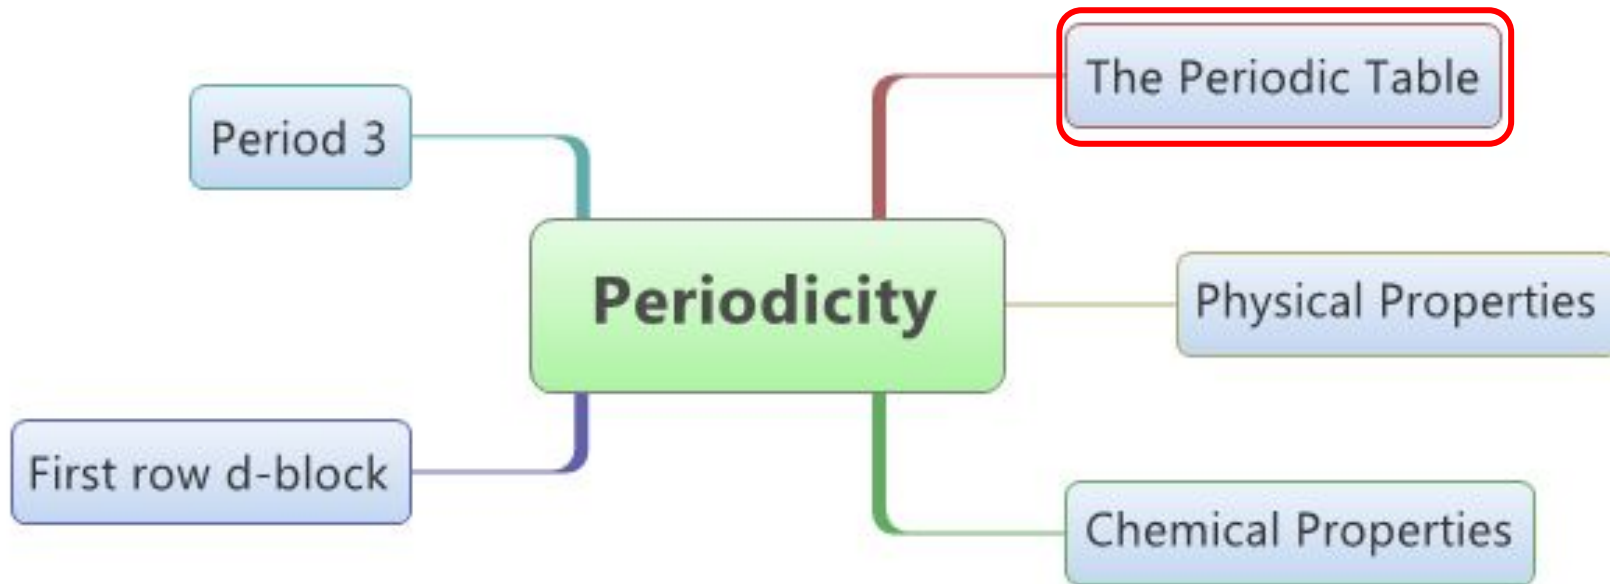 The Periodic Table
Period 3
Periodicity
Physical Properties
First row d-block
Chemical Properties